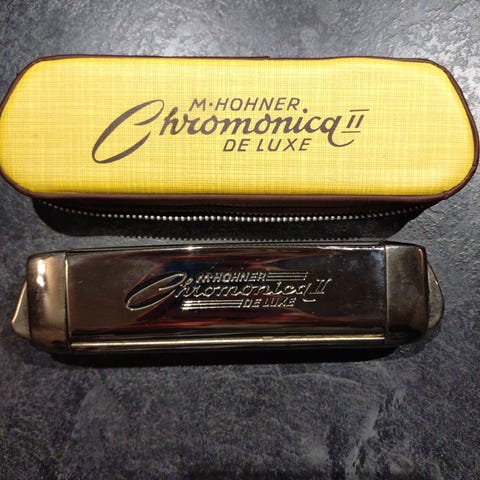 M·HOHNER
Chromonica II
DE LUXE
M·HOHNER
Chromonica II
DE LUXE